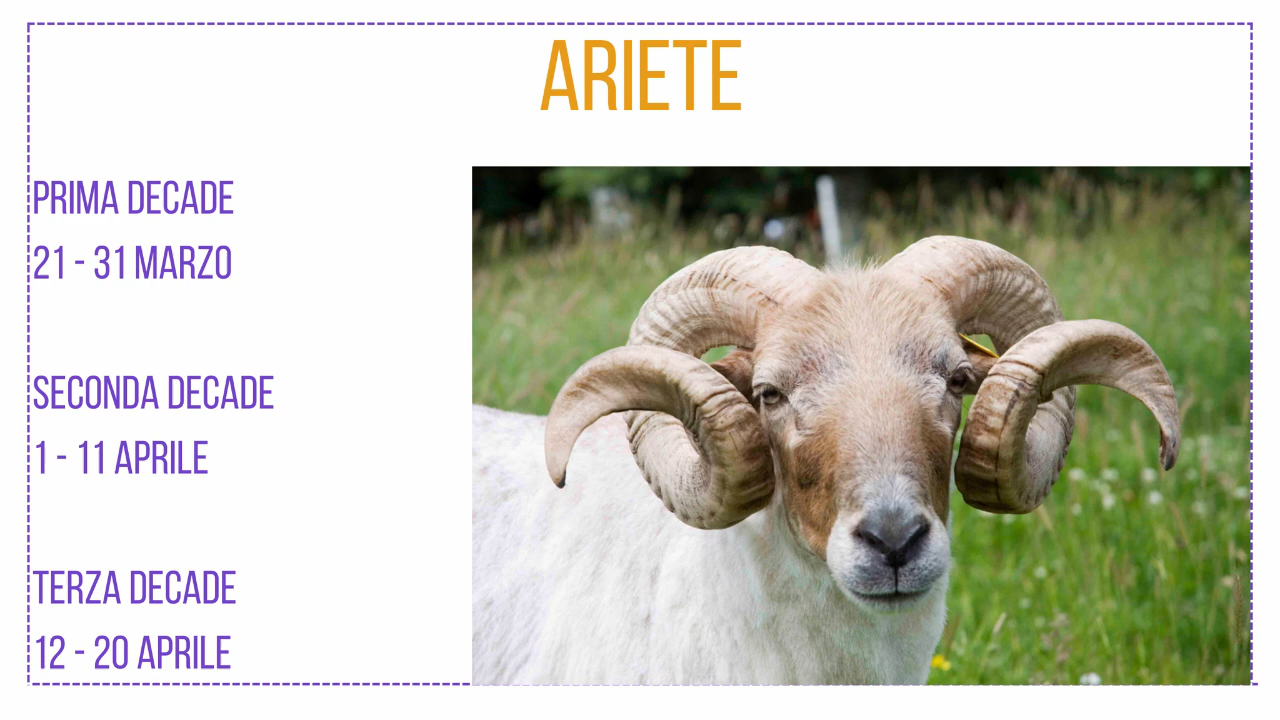 ARIETE
PRIMA DECADE
21 - 31 MARZO
SECONDA DECADE
1 - 11 APRILE
TERZA DECADE
12 - 20 APRILE